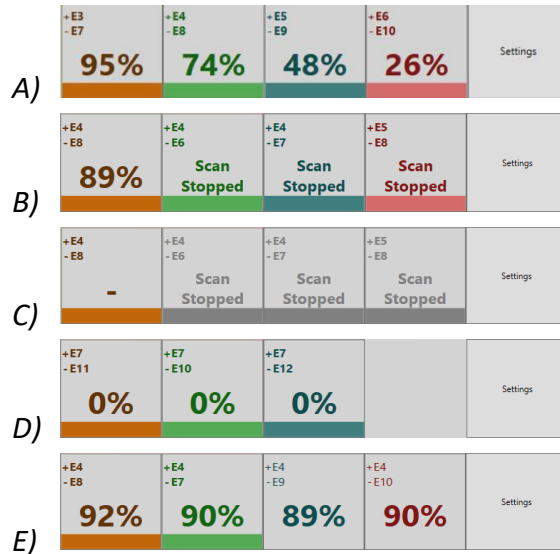 +E3 +E4 +E5 +E6
- E7 - E8 - E9 - E10
Settings
95% 74% 48% 26%
A)
+E4 +E4 +E4 +E5
- E8 - E6 - E7 - E8
Settings
89% Scan Stopped Scan Stopped Scan Stopped
B)
+E4 +E4 +E4 +E5
- E8 - E6 - E7 - E8
Settings
- Scan Stopped Scan Stopped Scan Stopped
C)
+E7 +E7 +E7
- E11 - E10 - E12
Settings
0% 0% 0%
D)
+E4 +E4 +E4 +E4
- E8 - E7 - E9 - E10
Settings
92% 90% 89% 90%
E)